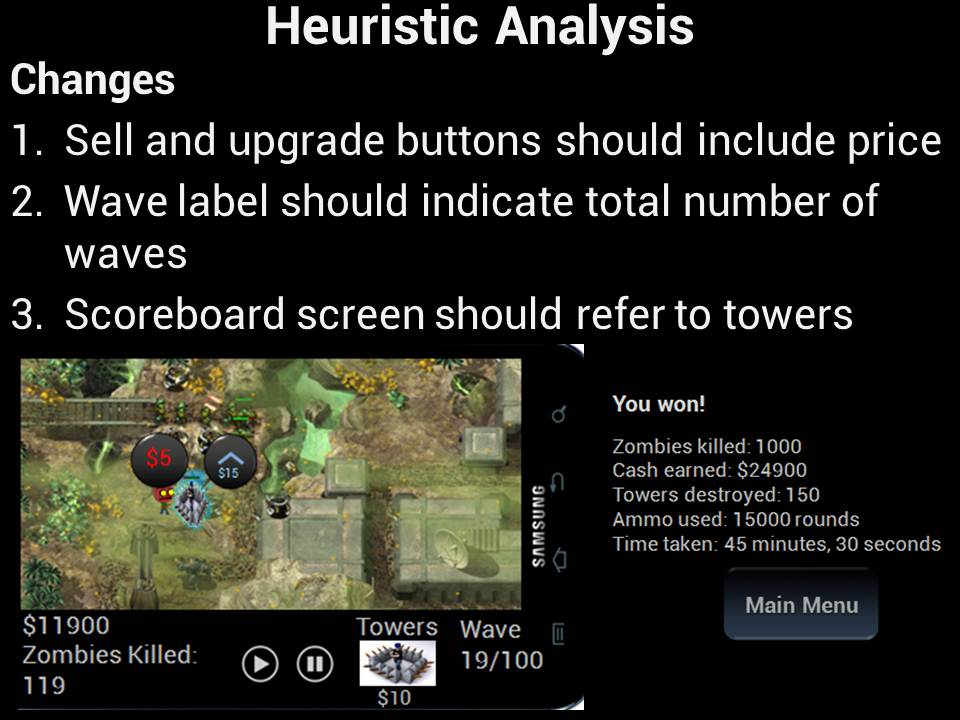 Heuristic Analysis
Changes
1. Sell and upgrade buttons should include price
2. Wave label should indicate total number of
waves
3. Scoreboard screen should refer to towers
$5
$15
SAMSUNG
$11900
Zombies Killed:
119
Towers
$10
Wave
19/100
You won!
Zombies killed: 1000
Cash earned: $24900
Towers destroyed: 150
Ammo used: 15000 rounds
Time taken: 45 minutes, 30 seconds
Main Menu